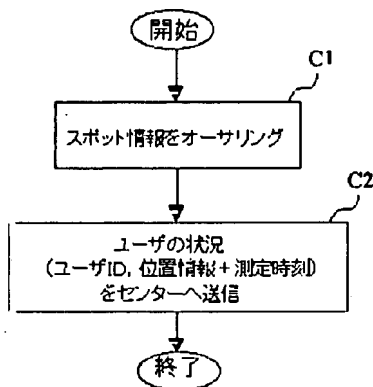 開始
C1
スポット情報をオーサリング
C2
ユーザの状況
(ユーザID, 位置情報+測定時刻)
をセンターへ送信
終了